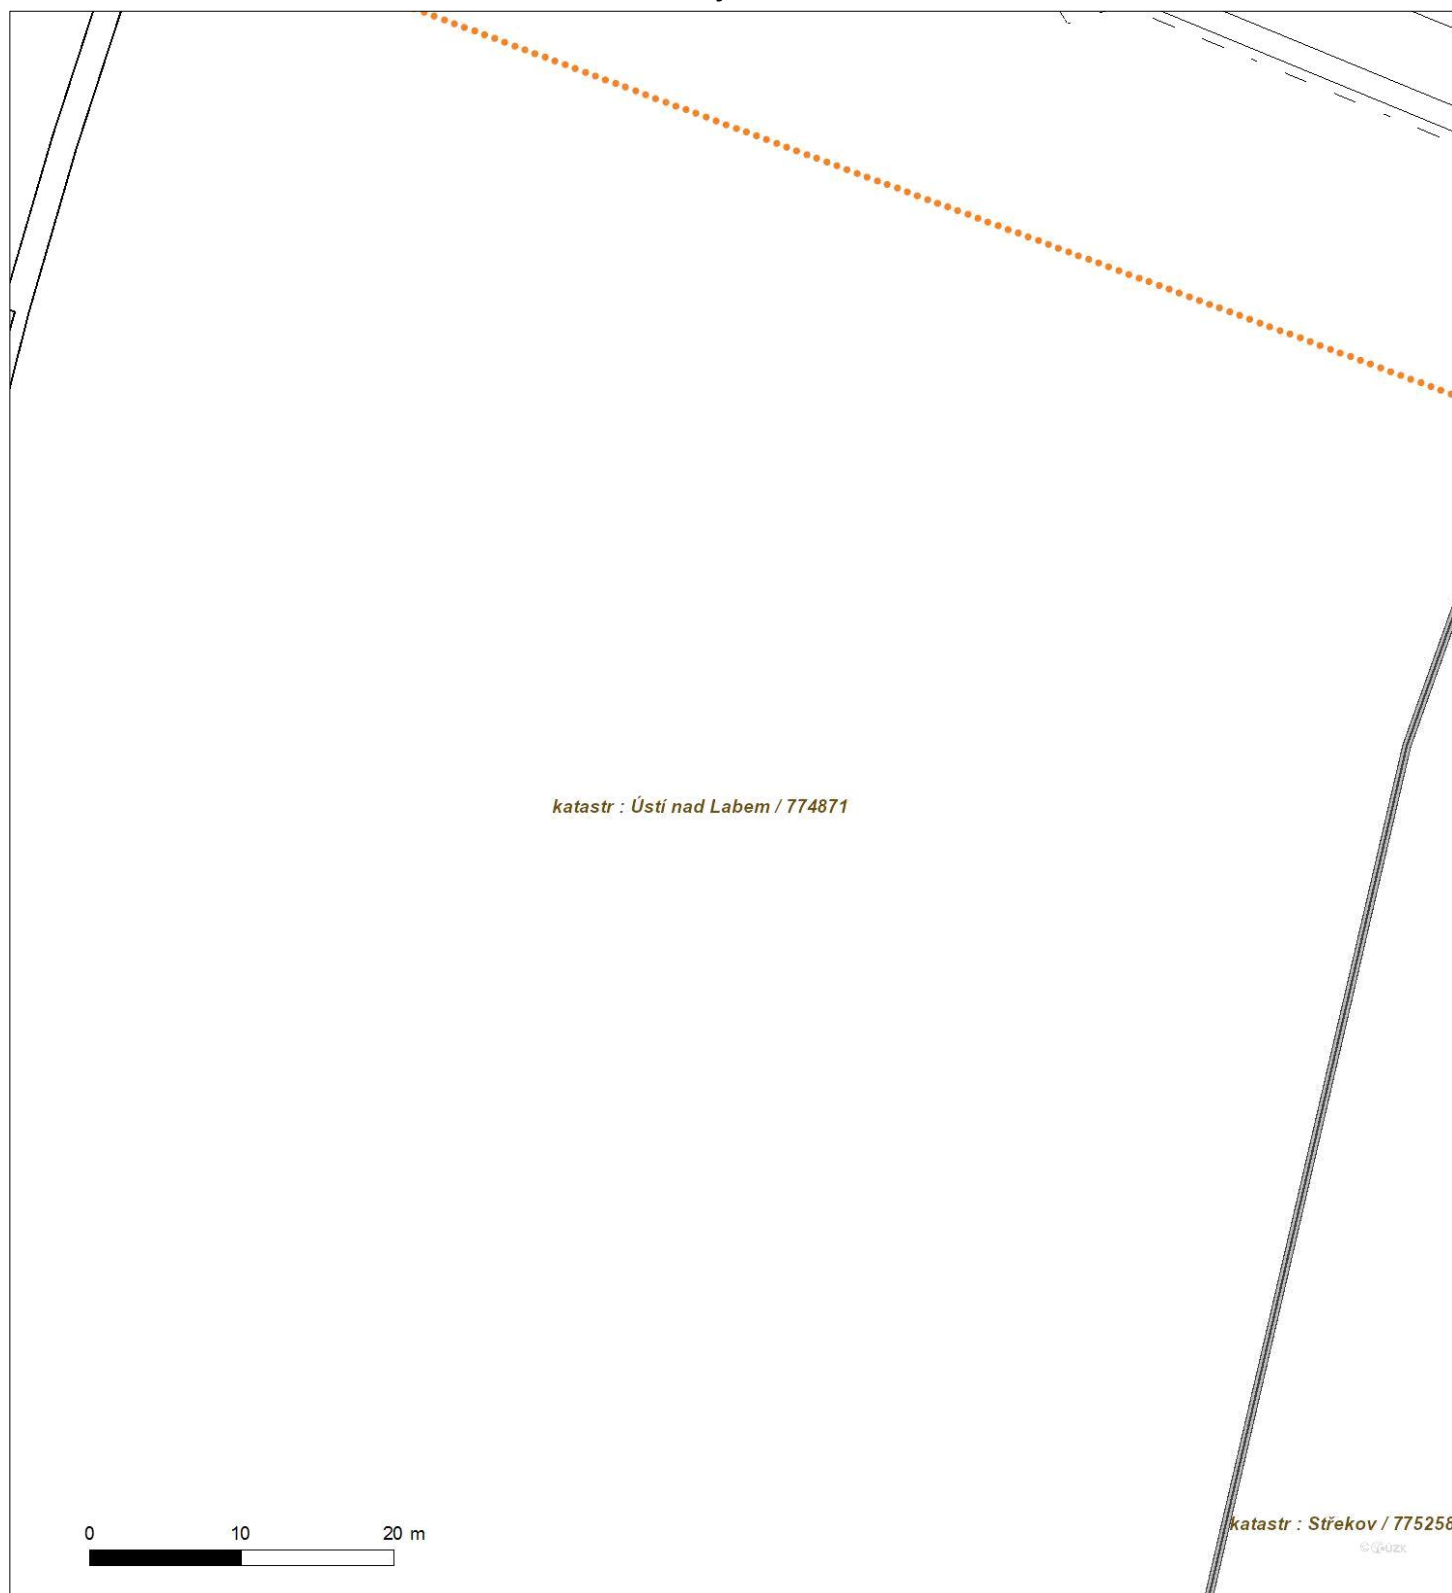 katastr : Ústí nad Labem / 774871
katastr : Střekov / 775258
0 10 20 m